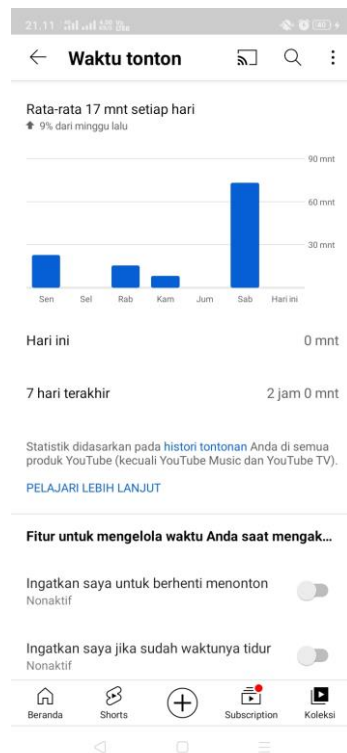 21.11
Waktu tonton
Rata-rata 17 mnt setiap hari
9% dari minggu lalu
90 mnt
60 mnt
30 mnt
Sen Sel Rab Kam Jum Sab Hari ini
Hari ini 0 mnt
7 hari terakhir 2 jam 0 mnt
Statistik didasarkan pada histori tontonan Anda di semua
produk YouTube (kecuali YouTube Music dan YouTube TV).
PELAJARI LEBIH LANJUT
Fitur untuk mengelola waktu Anda saat mengak...
Ingatkan saya untuk berhenti menonton
Nonaktif
Ingatkan saya jika sudah waktunya tidur
Nonaktif
Beranda Shorts Subscription Koleksi